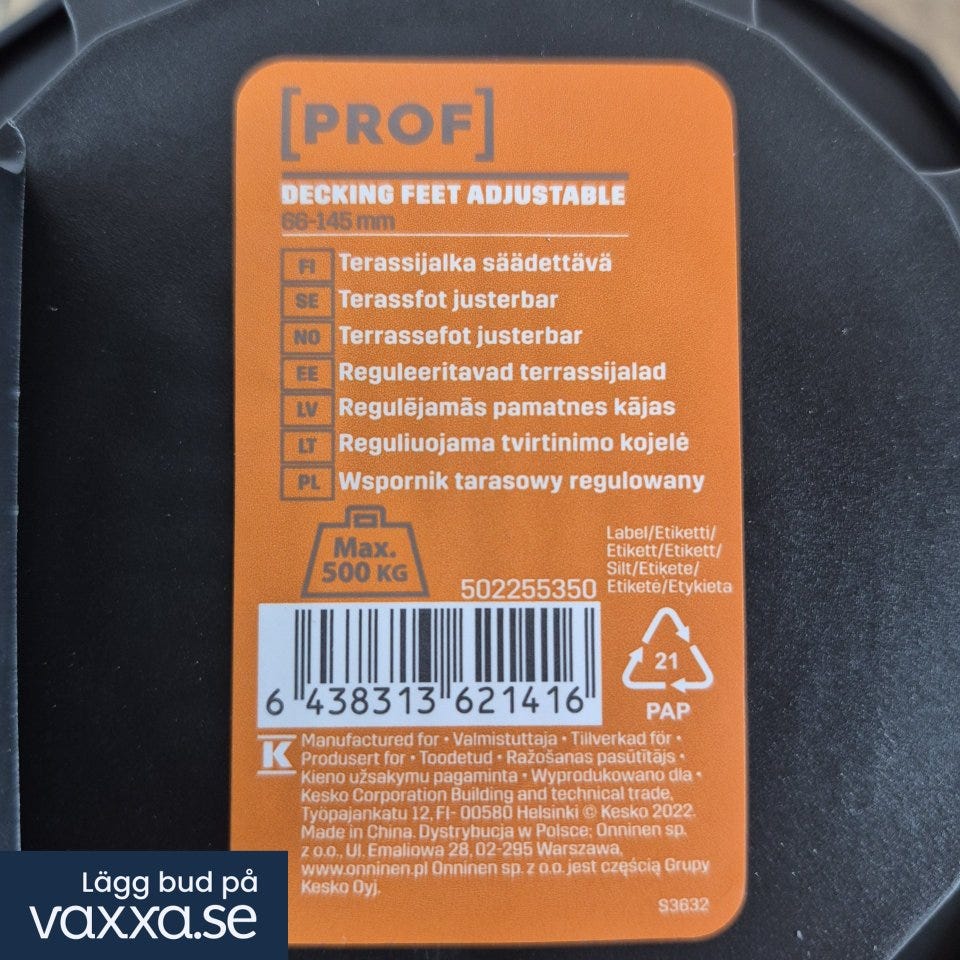 [PROF]
DECKING FEET ADJUSTABLE
66-145 mm
FI Terassijalka säädettävä
SE Terassfot justerbar
NO Terrassefot justerbar
EE Reguleeritavad terrassijalad
LV Regulējamās pamatnes kājas
LT Reguliuojama tvirtinimo kojelė
PL Wspornik tarasowy regulowany
Max.
500 KG
502255350
Label/Etiketti/
Etikett/Etikett/
Silt/Etikete/
Etiketė/Etykieta
6 438313 621416
21
PAP
K
Manufactured for • Valmistuttaja • Tillverkad för •
Produsert for • Toodetud • Ražošanas pasūtītājs •
Kieno užsakymu pagaminta • Wyprodukowano dla •
Kesko Corporation Building and technical trade,
Työpajankatu 12, FI- 00580 Helsinki © Kesko 2022.
Made in China. Dystrybucja w Polsce; Onninen sp.
z o.o., Ul. Emaliowa 28, 02-295 Warszawa,
www.onninen.pl Onninen sp. z o.o. jest częścią Grupy
Kesko Oyj.
S3632
Lägg bud på
vaxxa.se